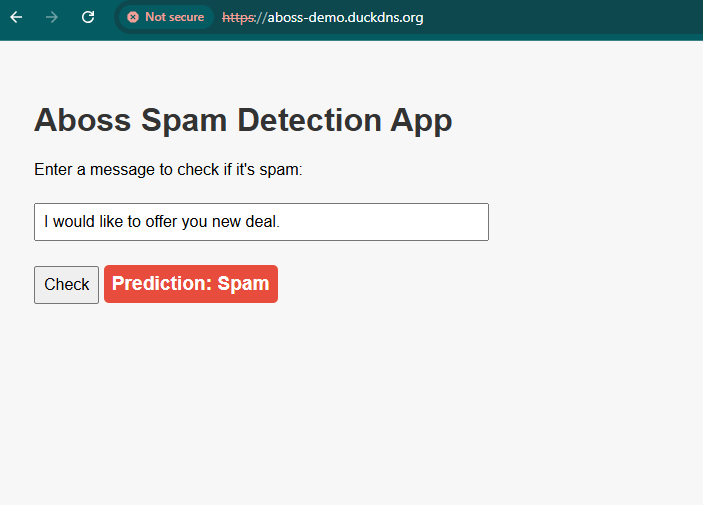 Not secure https://aboss-demo.duckdns.org
Aboss Spam Detection App
Enter a message to check if it's spam:
I would like to offer you new deal.
Check Prediction: Spam